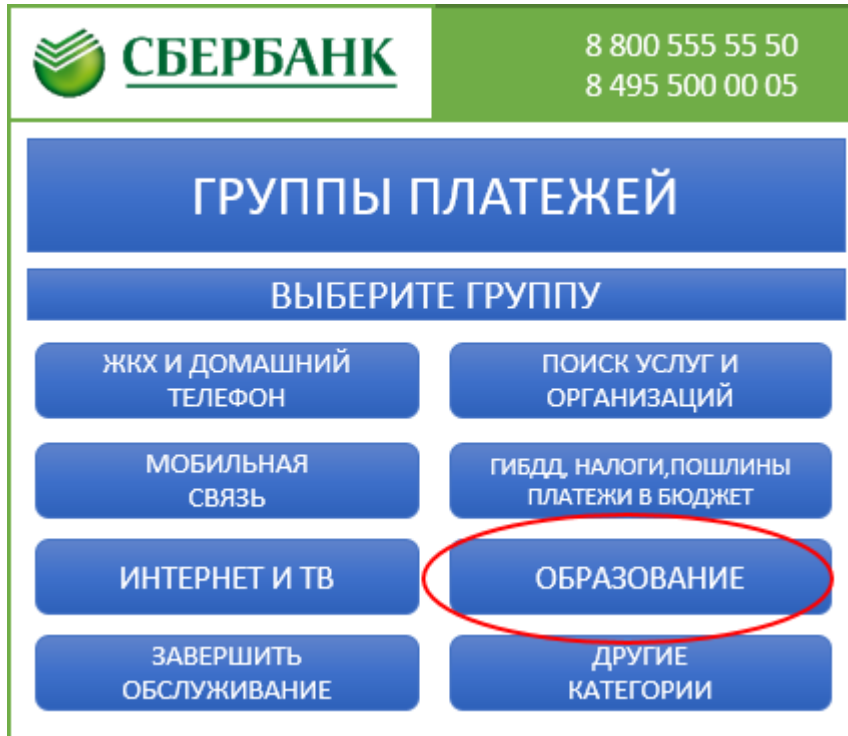 СБЕРБАНК
8 800 555 55 50
8 495 500 00 05
ГРУППЫ ПЛАТЕЖЕЙ
ВЫБЕРИТЕ ГРУППУ
ЖКХ И ДОМАШНИЙ
ТЕЛЕФОН
ПОИСК УСЛУГ И
ОРГАНИЗАЦИЙ
МОБИЛЬНАЯ
СВЯЗЬ
ГИБДД, НАЛОГИ,ПОШЛИНЫ
ПЛАТЕЖИ В БЮДЖЕТ
ИНТЕРНЕТ И ТВ
ОБРАЗОВАНИЕ
ЗАВЕРШИТЬ
ОБСЛУЖИВАНИЕ
ДРУГИЕ
КАТЕГОРИИ